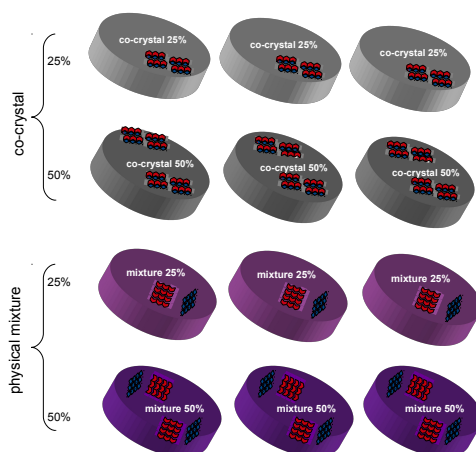 co-crystal
25%
co-crystal 25%
co-crystal 25%
co-crystal 25%
50%
co-crystal 50%
co-crystal 50%
co-crystal 50%
physical mixture
25%
mixture 25%
mixture 25%
mixture 25%
50%
mixture 50%
mixture 50%
mixture 50%